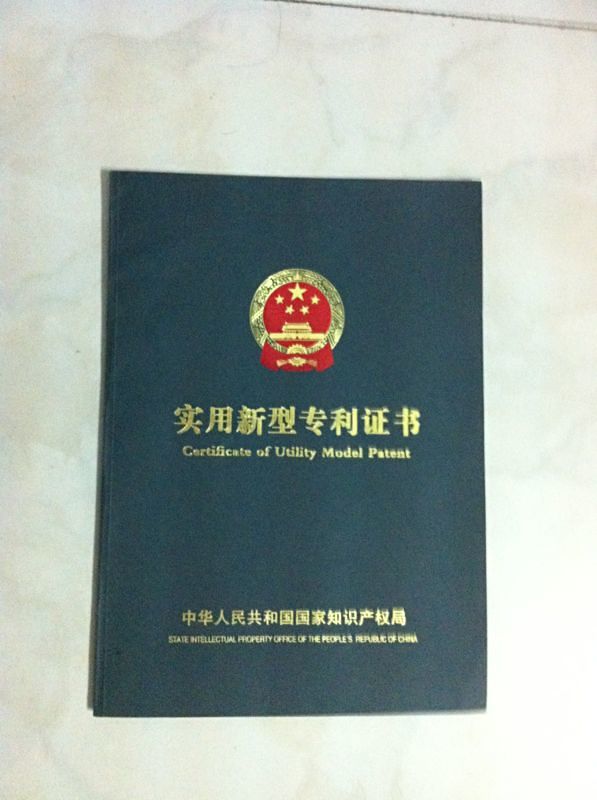 实用新型专利证书
Certificate of Utility Model Patent
中华人民共和国国家知识产权局
STATE INTELLECTUAL PROPERTY OFFICE OF THE PEOPLE'S REPUBLIC OF CHINA